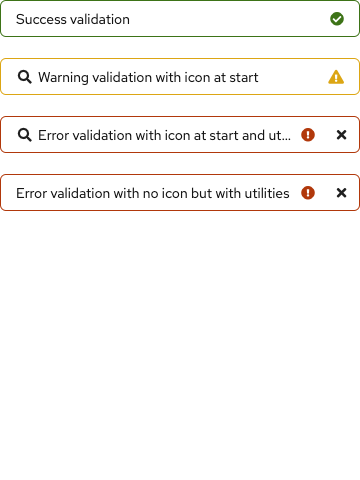 Success validation
Warning validation with icon at start
Error validation with icon at start and ut...
Error validation with no icon but with utilities